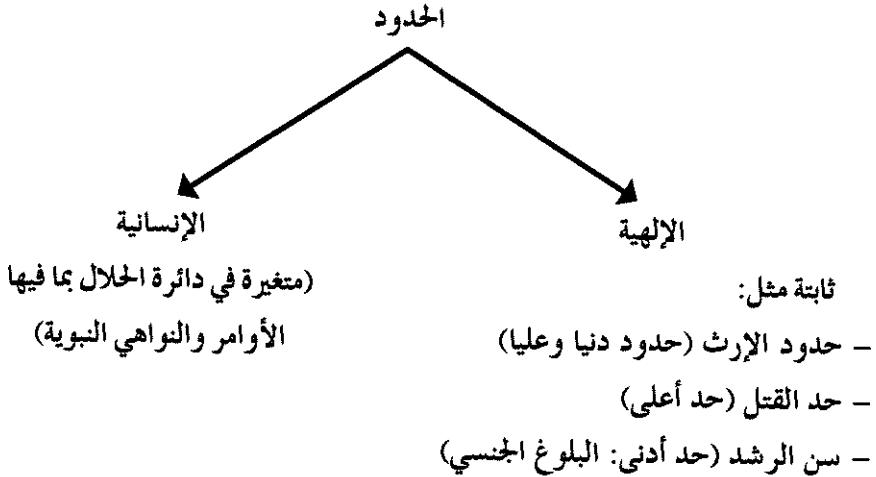 الحدود
الإلهية
ثابتة مثل:
– حدود الإرث (حدود دنيا وعليا)
– حد القتل (حد أعلى)
– سن الرشد (حد أدنى: البلوغ الجنسي)
الإنسانية
(متغيرة في دائرة الحلال بما فيها
الأوامر والنواهي النبوية)